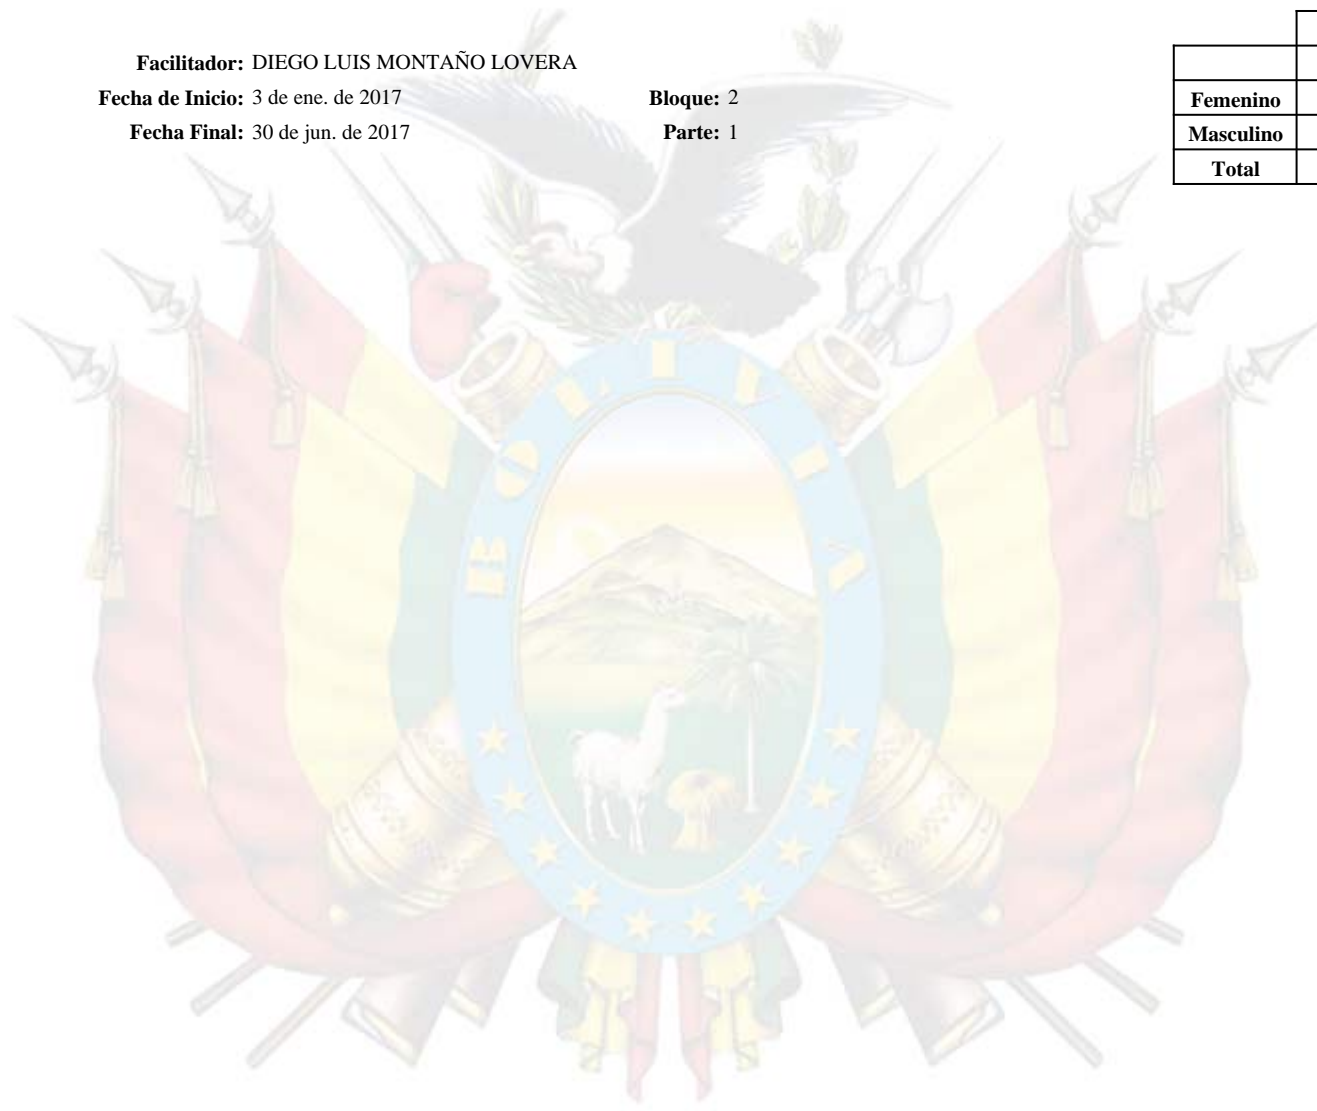 Facilitador: DIEGO LUIS MONTAÑO LOVERA
Fecha de Inicio: 3 de ene. de 2017 Bloque: 2
Fecha Final: 30 de jun. de 2017 Parte: 1
Femenino
Masculino
Total
BOLIVIA